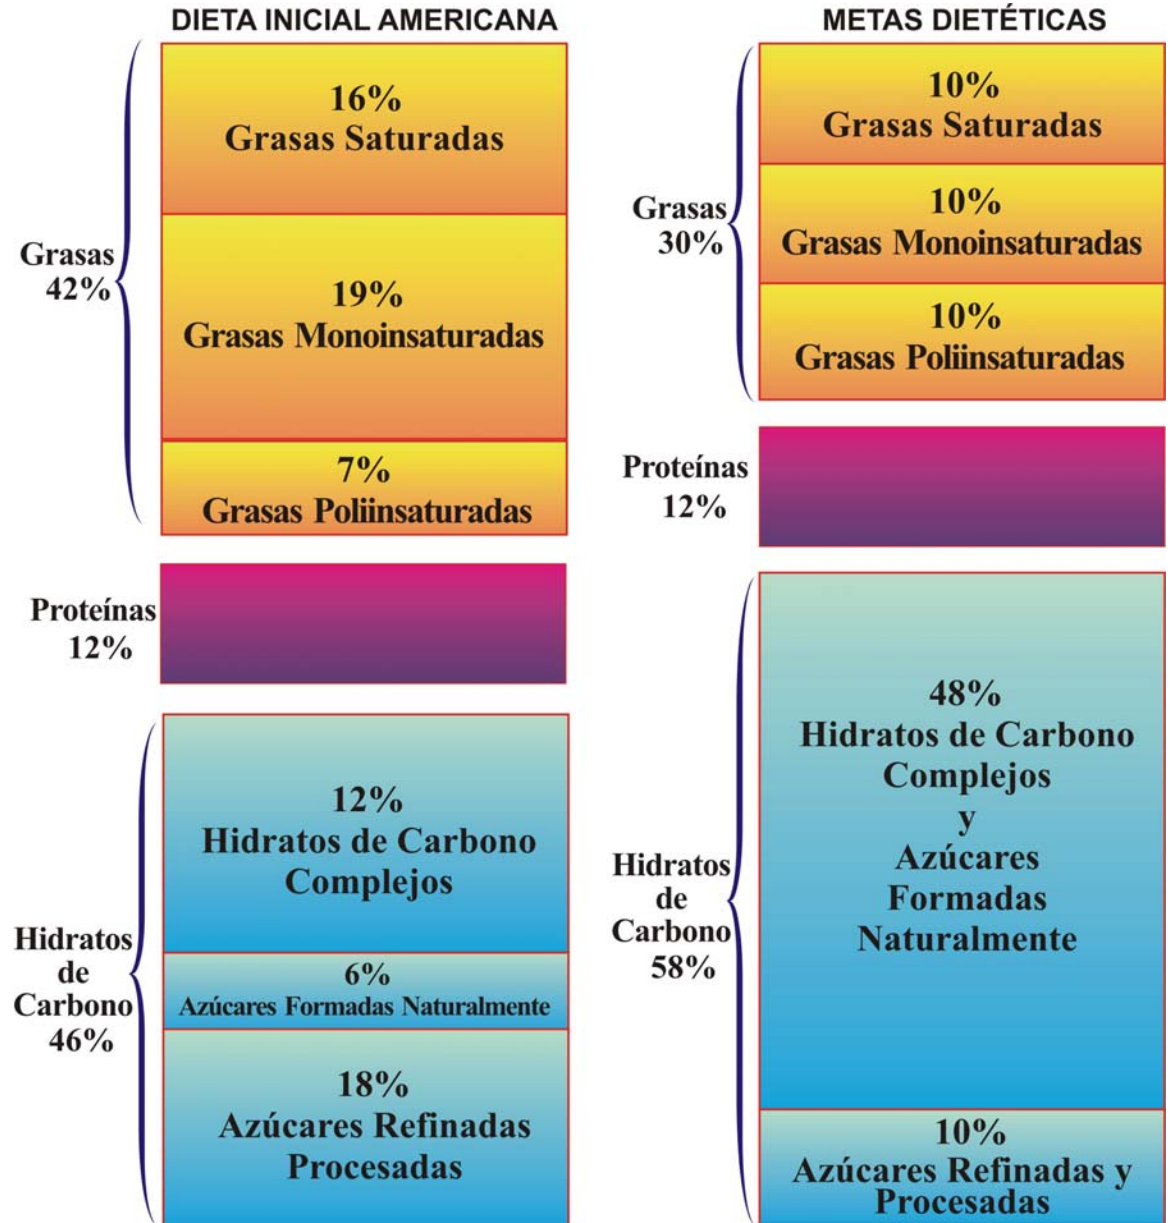 DIETA INICIAL AMERICANA
16%
Grasas Saturadas
Grasas
42%
19%
Grasas Monoinsaturadas
7%
Grasas Poliinsaturadas
Proteínas
12%
12%
Hidratos de Carbono
Complejos
Hidratos
de
Carbono
46%
6%
Azúcares Formadas Naturalmente
18%
Azúcares Refinadas
Procesadas
METAS DIETÉTICAS
10%
Grasas Saturadas
Grasas
30%
10%
Grasas Monoinsaturadas
10%
Grasas Poliinsaturadas
Proteínas
12%
48%
Hidratos de Carbono
Complejos
y
Azúcares
Formadas
Naturalmente
Hidratos
de
Carbono
58%
10%
Azúcares Refinadas y
Procesadas